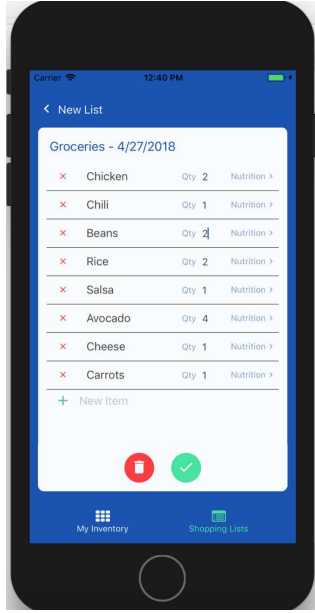 Carrier 12:40 PM
New List
Groceries - 4/27/2018
Chicken Qty 2 Nutrition >
Chili Qty 1 Nutrition >
Beans Qty 2 Nutrition >
Rice Qty 2 Nutrition >
Salsa Qty 1 Nutrition >
Avocado Qty 4 Nutrition >
Cheese Qty 1 Nutrition >
Carrots Qty 1 Nutrition >
New Item
My Inventory Shopping Lists